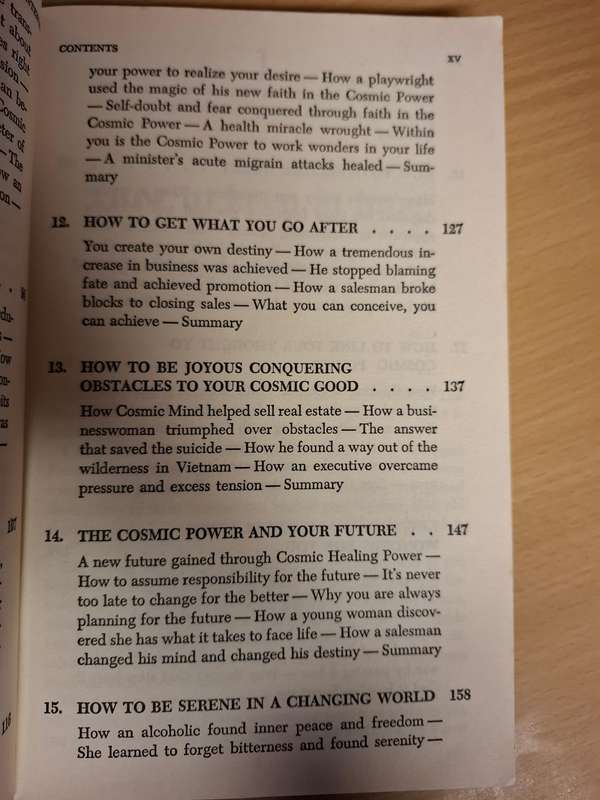 CONTENTS
xv
your power to realize your desire — How a playwright
used the magic of his new faith in the Cosmic Power
— Self-doubt and fear conquered through faith in the
Cosmic Power — A health miracle wrought — Within
you is the Cosmic Power to work wonders in your life
— A minister's acute migrain attacks healed — Sum-
mary
12. HOW TO GET WHAT YOU GO AFTER . . . . 127
You create your own destiny — How a tremendous in-
crease in business was achieved — He stopped blaming
fate and achieved promotion — How a salesman broke
blocks to closing sales — What you can conceive, you
can achieve — Summary
13. HOW TO BE JOYOUS CONQUERING
OBSTACLES TO YOUR COSMIC GOOD . . . . 137
How Cosmic Mind helped sell real estate — How a busi-
nesswoman triumphed over obstacles — The answer
that saved the suicide — How he found a way out of the
wilderness in Vietnam — How an executive overcame
pressure and excess tension — Summary
14. THE COSMIC POWER AND YOUR FUTURE . . 147
A new future gained through Cosmic Healing Power —
How to assume responsibility for the future — It's never
too late to change for the better — Why you are always
planning for the future — How a young woman discov-
ered she has what it takes to face life — How a salesman
changed his mind and changed his destiny — Summary
15. HOW TO BE SERENE IN A CHANGING WORLD 158
How an alcoholic found inner peace and freedom —
She learned to forget bitterness and found serenity —